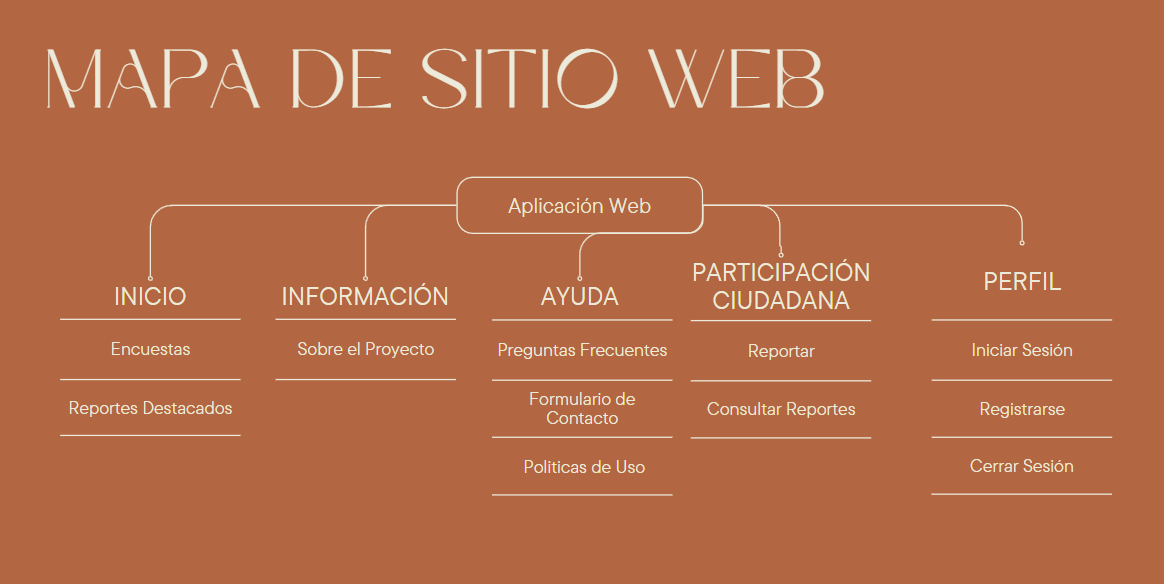 MAPA DE SITIO WEB
Aplicación Web
INICIO
Encuestas
Reportes Destacados
INFORMACIÓN
Sobre el Proyecto
AYUDA
Preguntas Frecuentes
Formulario de
Contacto
Politicas de Uso
PARTICIPACIÓN
CIUDADANA
Reportar
Consultar Reportes
PERFIL
Iniciar Sesión
Registrarse
Cerrar Sesión